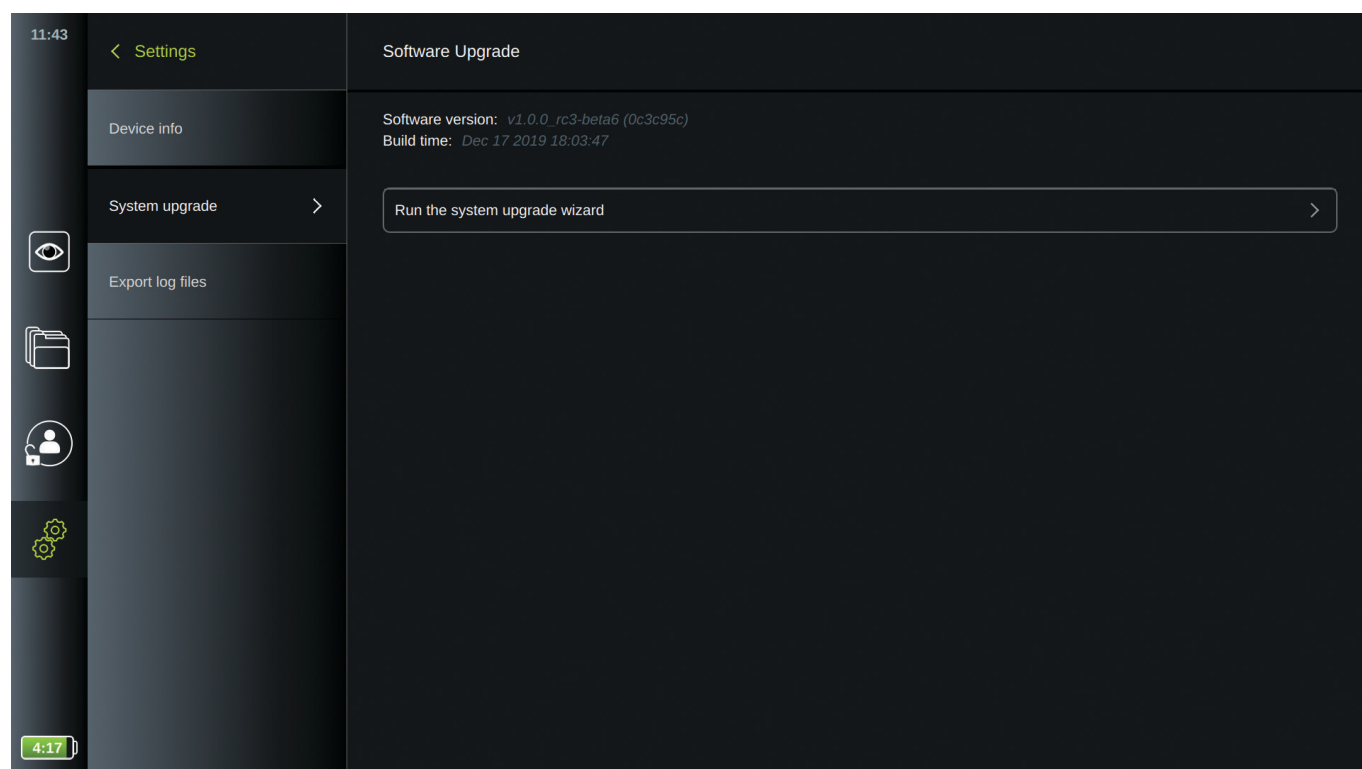 11:43
Settings
Device info
System upgrade
Export log files
4:17
Software Upgrade
Software version: v1.0.0_rc3-beta6 (0c3c95c)
Build time: Dec 17 2019 18:03:47
Run the system upgrade wizard